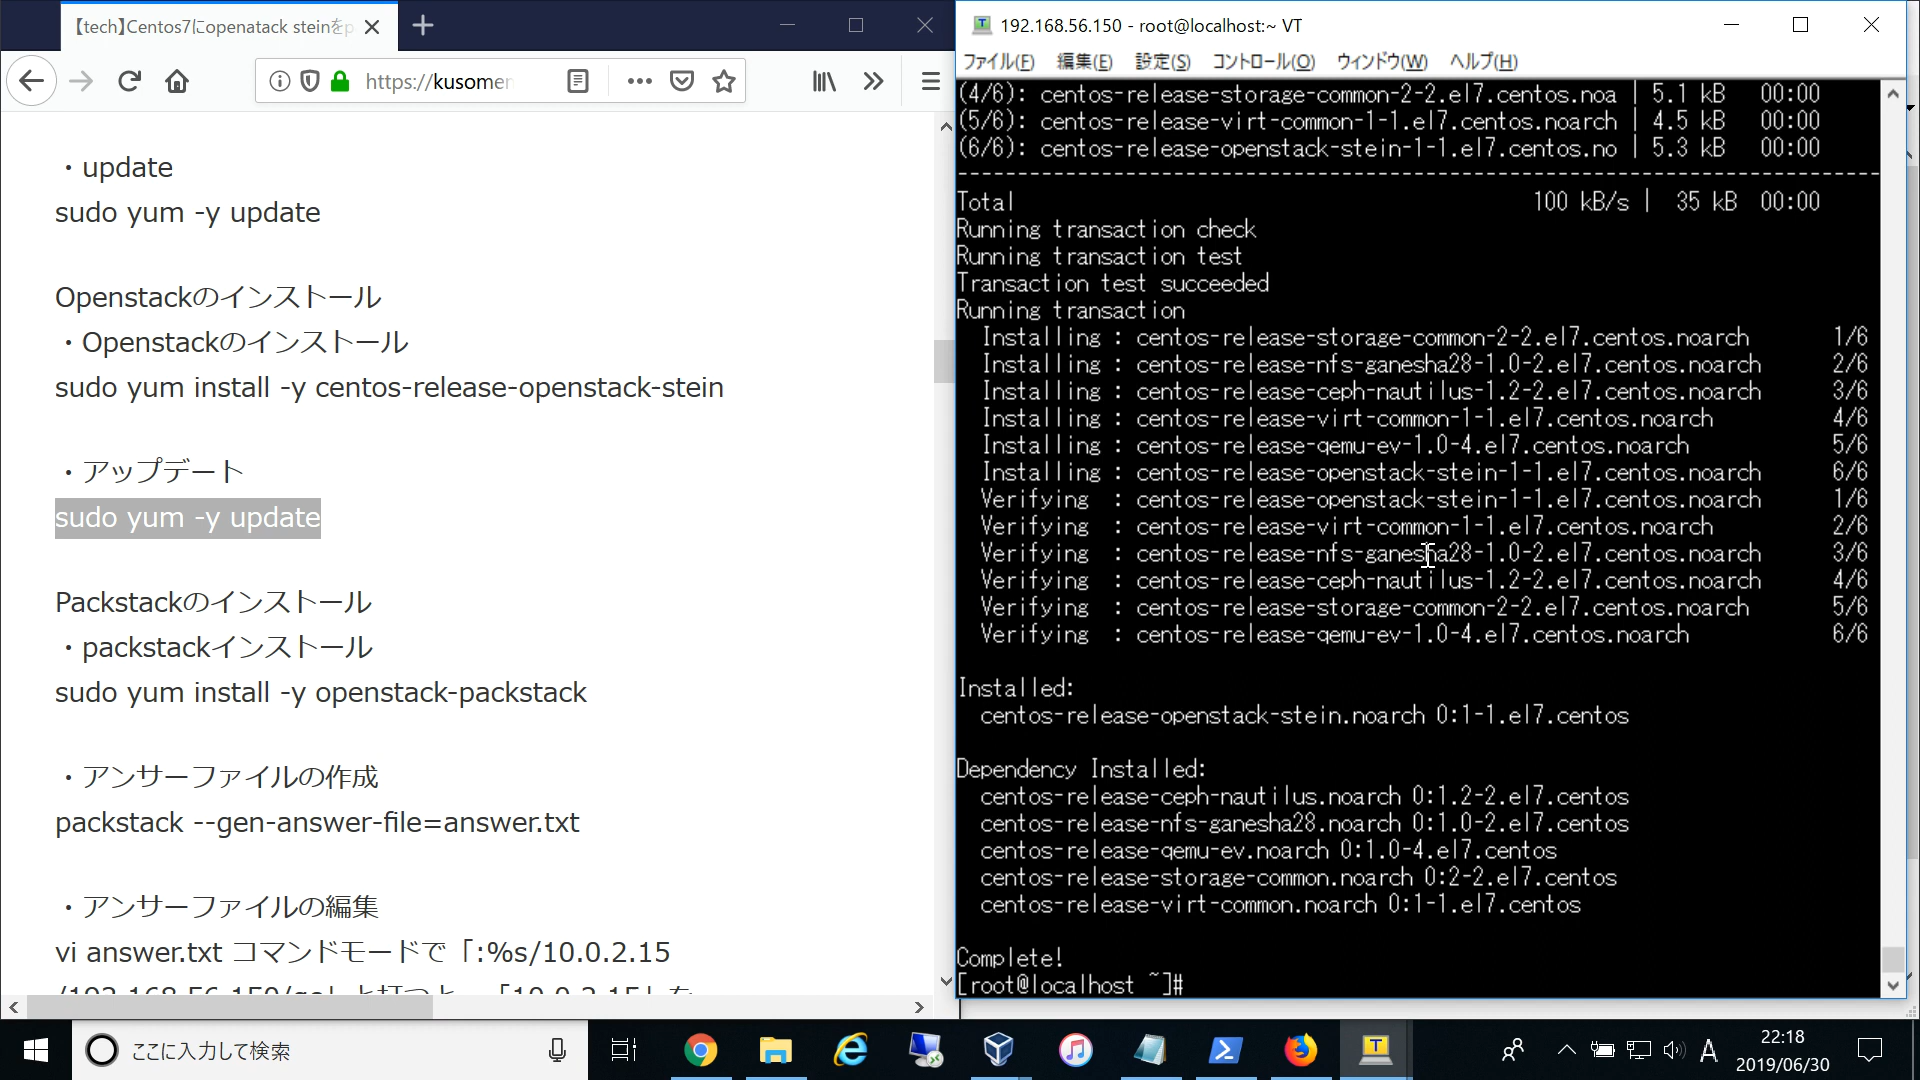 【tech】Centos7にopenatack steinをp
https://kusomer
・update
sudo yum -y update
Openstackのインストール
・Openstackのインストール
sudo yum install -y centos-release-openstack-stein
・アップデート
sudo yum -y update
Packstackのインストール
・packstackインストール
sudo yum install -y openstack-packstack
・アンサーファイルの作成
packstack --gen-answer-file=answer.txt
・アンサーファイルの編集
vi answer.txt コマンドモードで「:%s/10.0.2.15
192.168.56.150 - root@localhost:~ VT
ファイル(F) 編集(E) 設定(S) コントロール(O) ウィンドウ(W) ヘルプ(H)
(4/6): centos-release-storage-common-2-2.el7.centos.noa | 5.1 kB 00:00
(5/6): centos-release-virt-common-1-1.el7.centos.noarch | 4.5 kB 00:00
(6/6): centos-release-openstack-stein-1-1.el7.centos.no | 5.3 kB 00:00
--------------------------------------------------------------------------------
Total 100 kB/s | 35 kB 00:00
Running transaction check
Running transaction test
Transaction test succeeded
Running transaction
Installing : centos-release-storage-common-2-2.el7.centos.noarch 1/6
Installing : centos-release-nfs-ganesha28-1.0-2.el7.centos.noarch 2/6
Installing : centos-release-ceph-nautilus-1.2-2.el7.centos.noarch 3/6
Installing : centos-release-virt-common-1-1.el7.centos.noarch 4/6
Installing : centos-release-qemu-ev-1.0-4.el7.centos.noarch 5/6
Installing : centos-release-openstack-stein-1-1.el7.centos.noarch 6/6
Verifying : centos-release-openstack-stein-1-1.el7.centos.noarch 1/6
Verifying : centos-release-virt-common-1-1.el7.centos.noarch 2/6
Verifying : centos-release-nfs-ganesha28-1.0-2.el7.centos.noarch 3/6
Verifying : centos-release-ceph-nautilus-1.2-2.el7.centos.noarch 4/6
Verifying : centos-release-storage-common-2-2.el7.centos.noarch 5/6
Verifying : centos-release-qemu-ev-1.0-4.el7.centos.noarch 6/6
Installed:
centos-release-openstack-stein.noarch 0:1-1.el7.centos
Dependency Installed:
centos-release-ceph-nautilus.noarch 0:1.2-2.el7.centos
centos-release-nfs-ganesha28.noarch 0:1.0-2.el7.centos
centos-release-qemu-ev.noarch 0:1.0-4.el7.centos
centos-release-storage-common.noarch 0:2-2.el7.centos
centos-release-virt-common.noarch 0:1-1.el7.centos
Complete!
[root@localhost ~]#
ここに入力して検索
A
22:18
2019/06/30